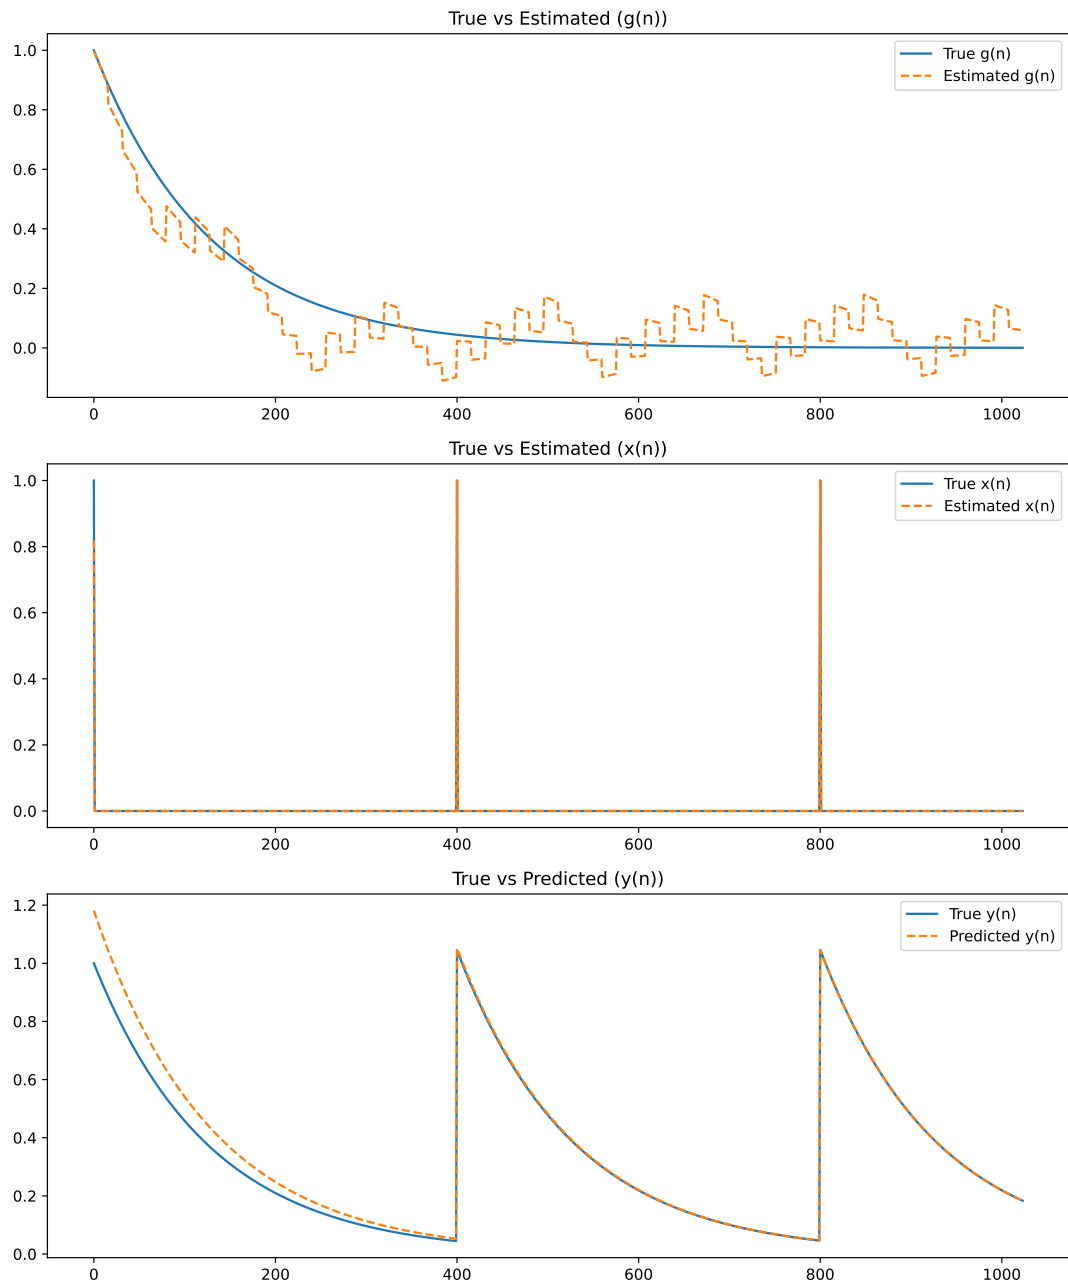 True vs Estimated (g(n))
1.0
0.8
0.6
0.4
0.2
0.0
True g(n)
Estimated g(n)
0 200 400 600 800 1000
True vs Estimated (x(n))
1.0
0.8
0.6
0.4
0.2
0.0
True x(n)
Estimated x(n)
0 200 400 600 800 1000
True vs Predicted (y(n))
1.2
1.0
0.8
0.6
0.4
0.2
0.0
True y(n)
Predicted y(n)
0 200 400 600 800 1000